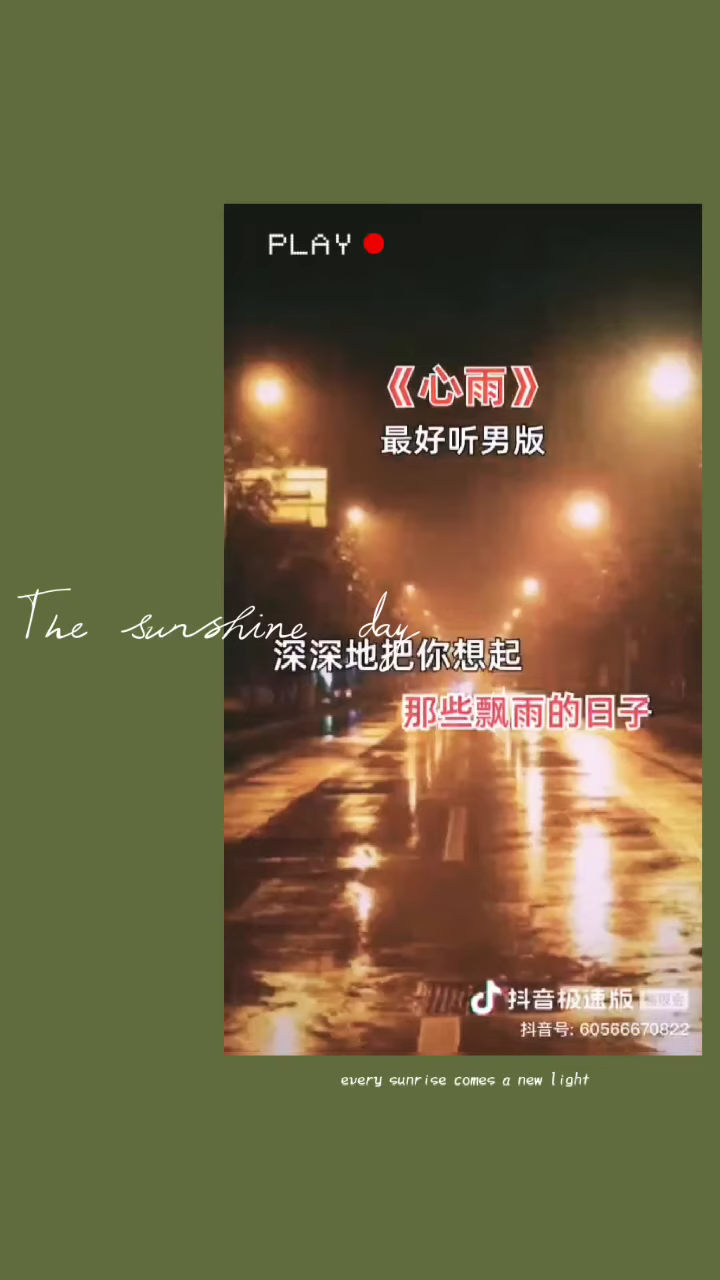 PLAY
《心雨》
最好听男版
The sunshine day
深深地把你想起
那些飘雨的日子
抖音极速版
抖音号: 60566670822
every sunrise comes a new light